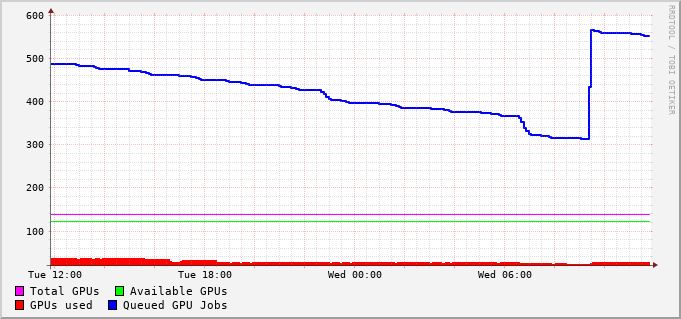 600
500
400
300
200
100
Tue 12:00 Tue 18:00 Wed 00:00 Wed 06:00
Total GPUs Available GPUs
GPUs used Queued GPU Jobs
RRDTOOL / TOBI OETIKER